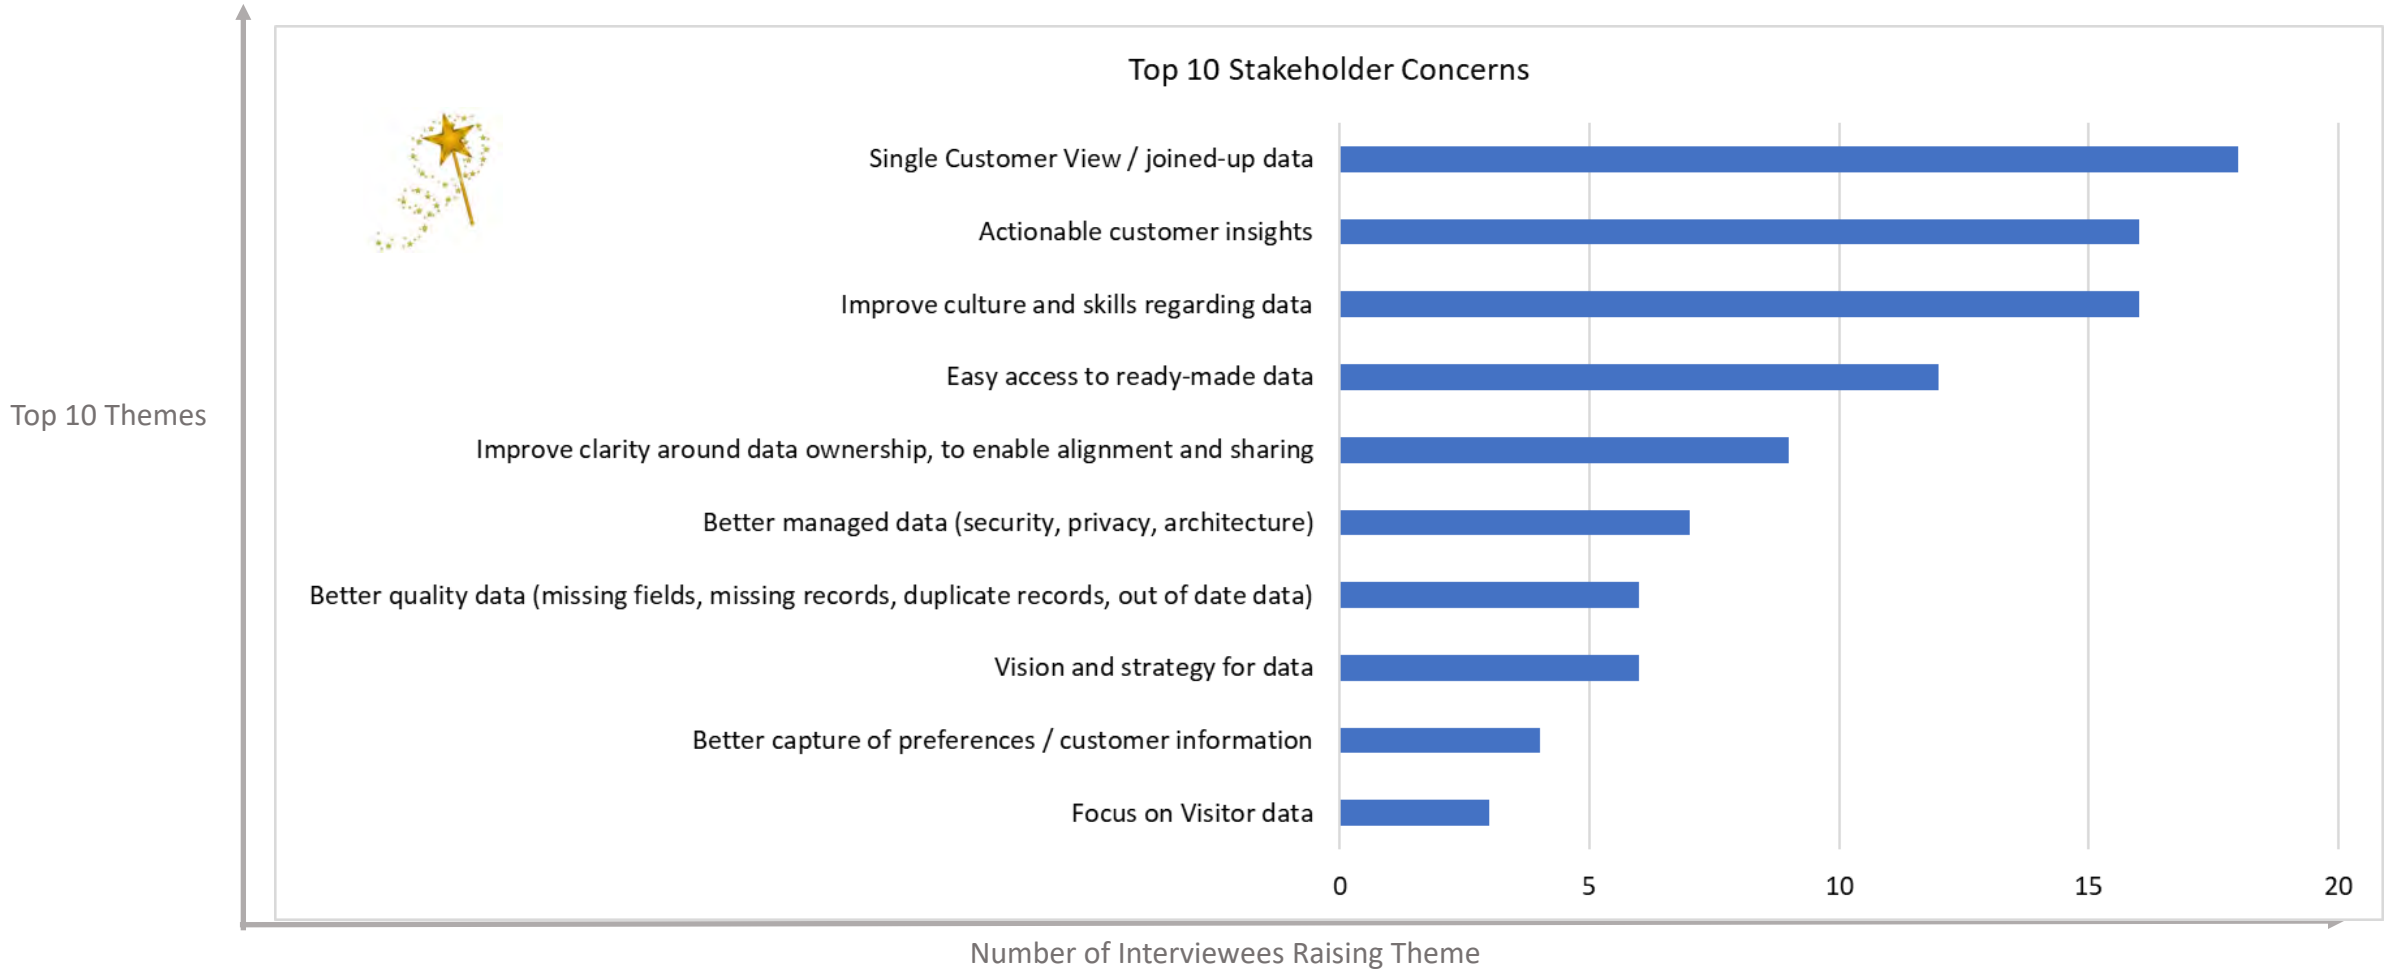 Top 10 Stakeholder Concerns
Single Customer View / joined-up data
Actionable customer insights
Improve culture and skills regarding data
Easy access to ready-made data
Top 10 Themes
Improve clarity around data ownership, to enable alignment and sharing
Better managed data (security, privacy, architecture)
Better quality data (missing fields, missing records, duplicate records, out of date data)
Vision and strategy for data
Better capture of preferences / customer information
Focus on Visitor data
0 5 10 15 20
Number of Interviewees Raising Theme